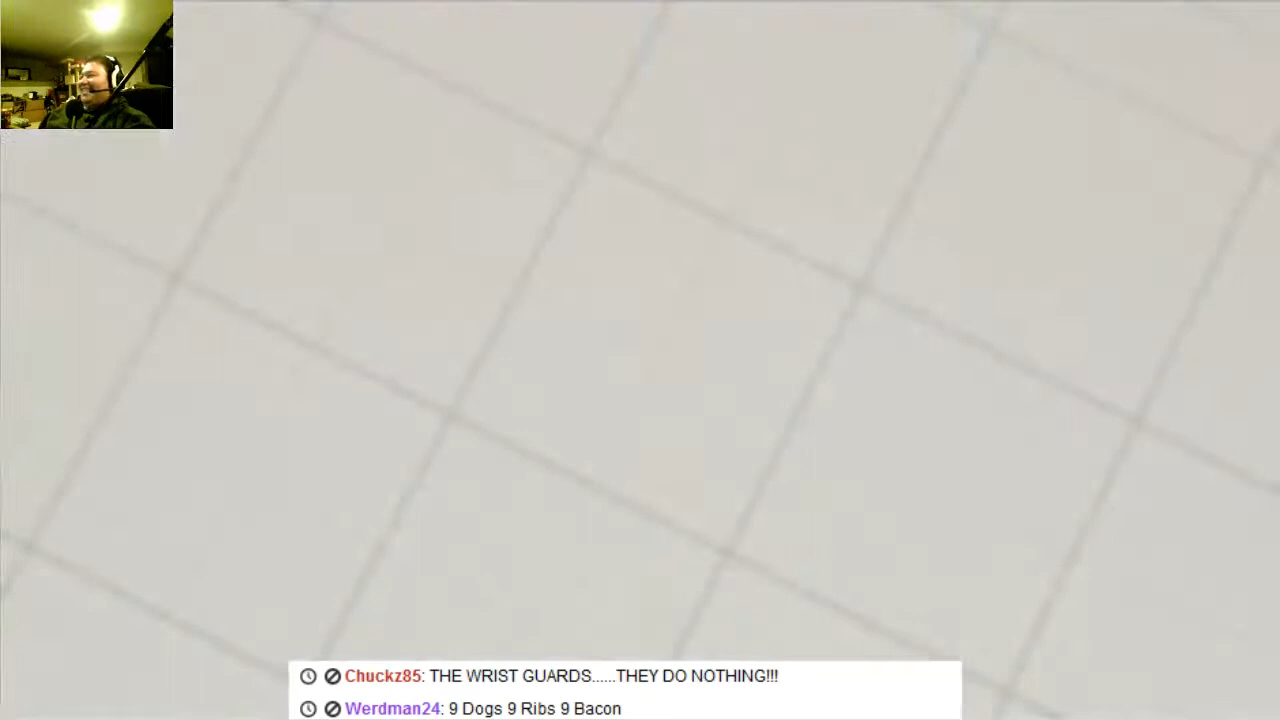 Chuckz85: THE WRIST GUARDS......THEY DO NOTHING!!!
Werdman24: 9 Dogs 9 Ribs 9 Bacon